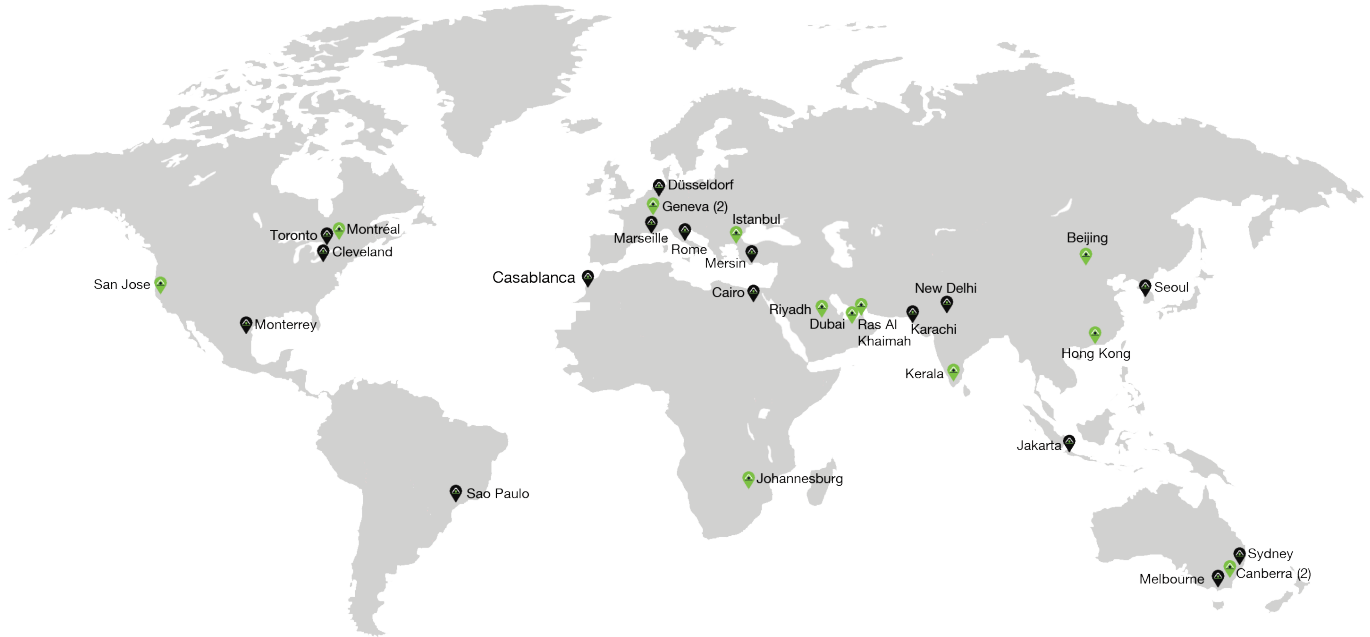 Düsseldorf
Geneva (2)
Istanbul
Montréal
Toronto
Marseille
Rome
Beijing
Cleveland
Mersin
Casablanca
San Jose
Cairo
New Delhi
Seoul
Riyadh
Dubai
Ras Al
Khaimah
Karachi
Monterrey
Hong Kong
Kerala
Jakarta
Johannesburg
Sao Paulo
Sydney
Canberra (2)
Melbourne